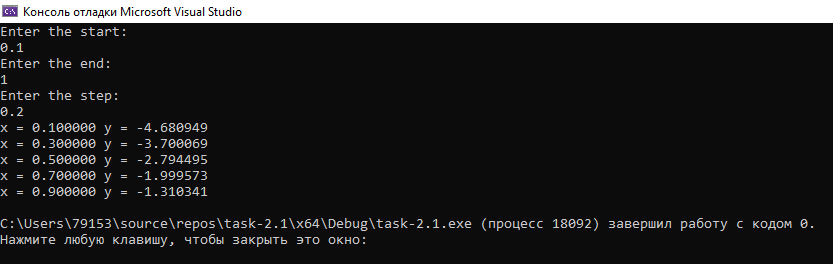 Консоль отладки Microsoft Visual Studio
Enter the start:
0.1
Enter the end:
1
Enter the step:
0.2
x = 0.100000 y = -4.680949
x = 0.300000 y = -3.700069
x = 0.500000 y = -2.794495
x = 0.700000 y = -1.999573
x = 0.900000 y = -1.310341
C:\Users\79153\source\repos\task-2.1\x64\Debug\task-2.1.exe (процесс 18092) завершил работу с кодом 0.
Нажмите любую клавишу, чтобы закрыть это окно: